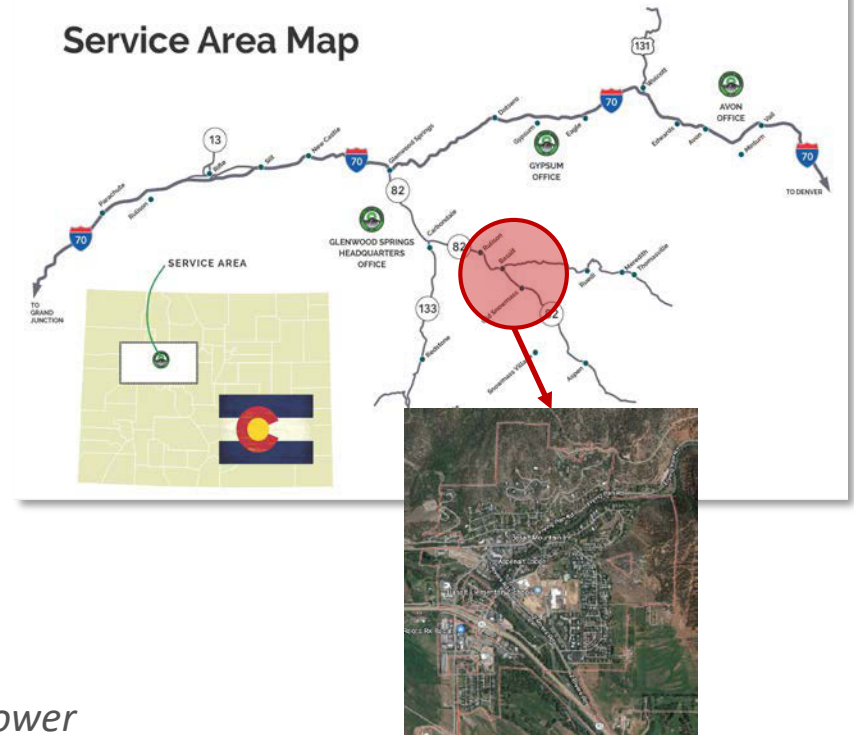 Service Area Map
131
Wolcott
AVON
OFFICE
70
Dotsero
Gypsum
Eagle
Edwards
Avon
Vail
Minturn
70
TO DENVER
GYPSUM
OFFICE
13
Rifle
Silt
New Castle
70
Glenwood Springs
82
Parachute
Rulison
70
GLENWOOD SPRINGS
HEADQUARTERS
OFFICE
Carbondale
82
Rulison
Basalt
Old Snowmass
82
Ruedi
Meredith
Thomasville
SERVICE AREA
TO
GRAND
JUNCTION
133
Redstone
Snowmass Village
Aspen
ower